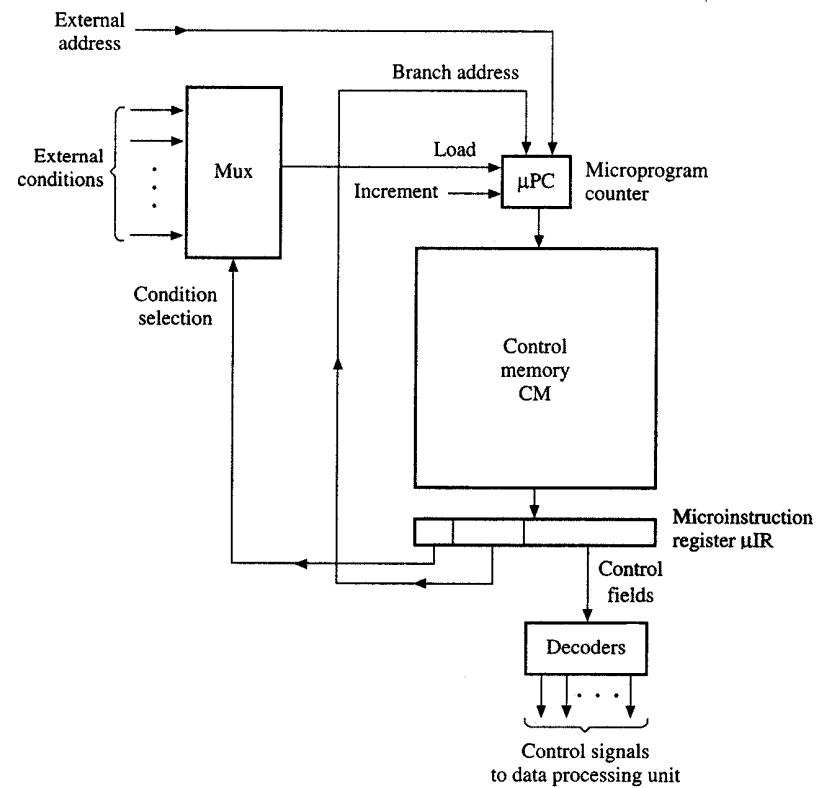 External
address
Branch address
External
conditions
Mux
Load
Increment
μPC
Microprogram
counter
Condition
selection
Control
memory
CM
Microinstruction
register μIR
Control
fields
Decoders
Control signals
to data processing unit